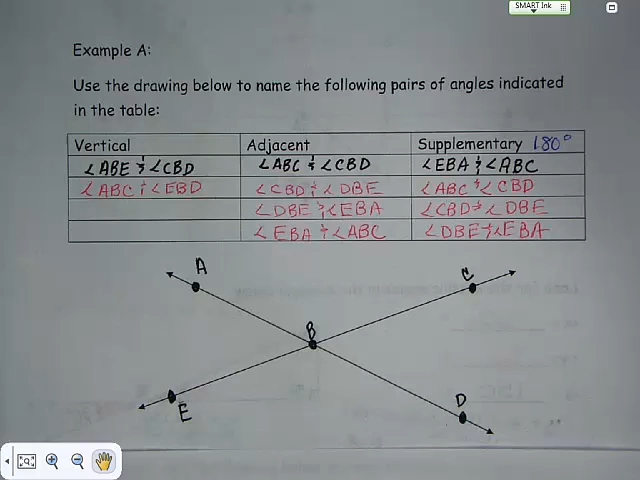 SMART Ink
Example A:
Use the drawing below to name the following pairs of angles indicated
in the table:
Vertical Adjacent Supplementary 180°
∠ABE & ∠CBD ∠ABC & ∠CBD ∠EBA & ∠ABC
∠ABC & ∠EBD ∠CBD & ∠DBE ∠ABC & ∠CBD
∠DBE & ∠EBA ∠CBD & ∠DBE
∠EBA & ∠ABC ∠DBE & ∠EBA
A
C
B
E
D